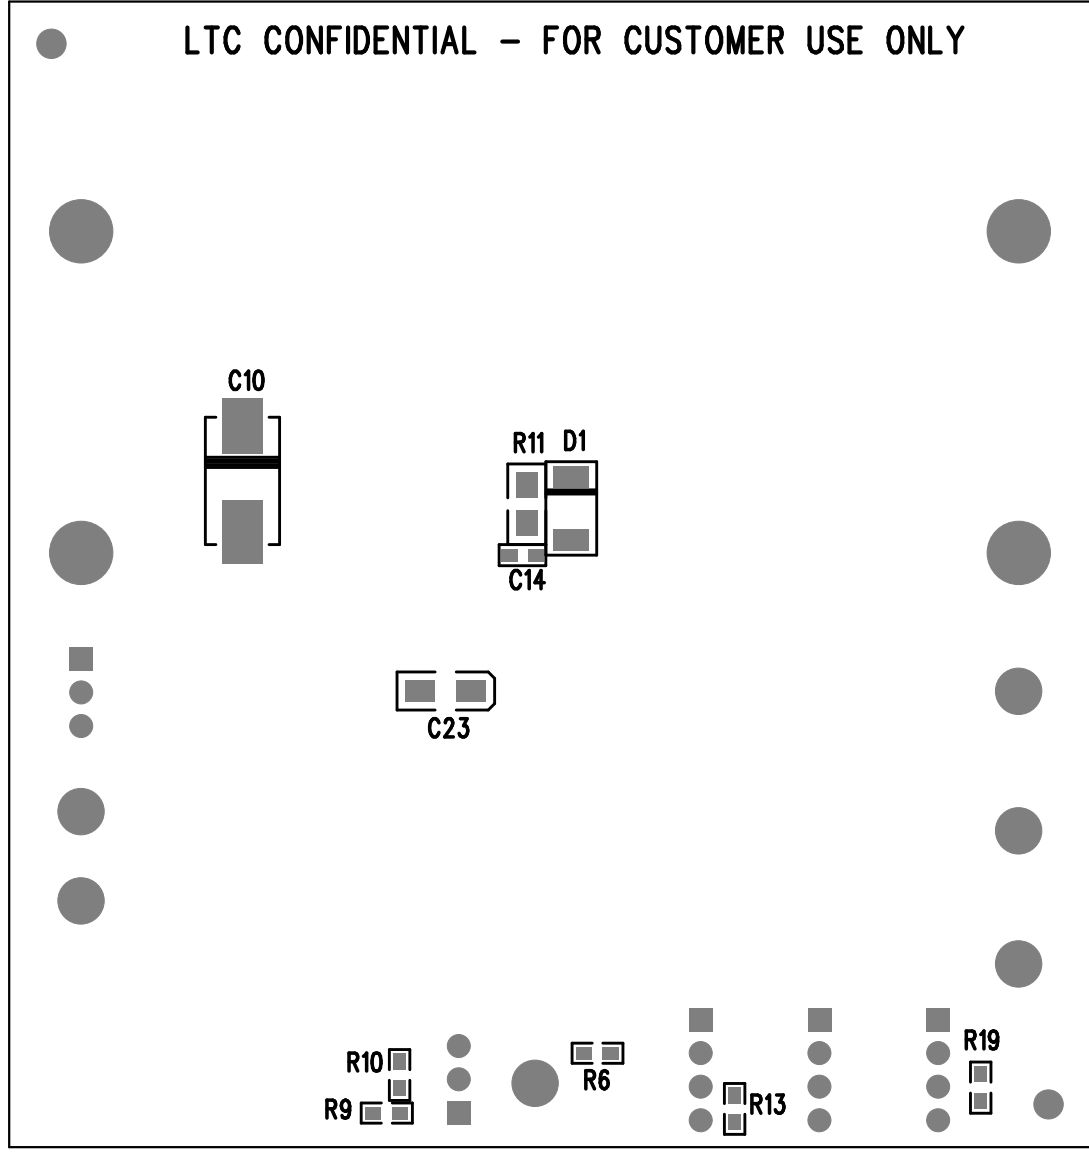 LTC CONFIDENTIAL – FOR CUSTOMER USE ONLY
C10
R11 D1
C14
C23
R10
R9
R6
R13
R19